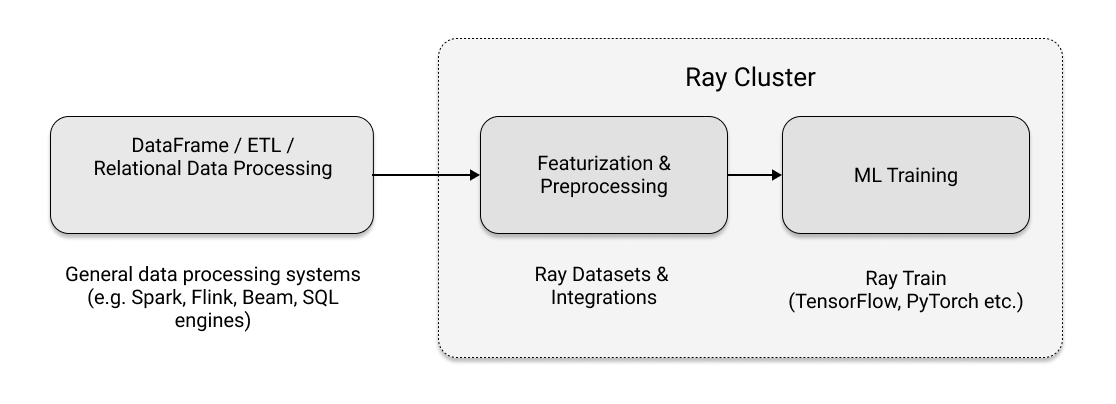 Ray Cluster
DataFrame / ETL /
Relational Data Processing
Featurization &
Preprocessing
ML Training
General data processing systems
(e.g. Spark, Flink, Beam, SQL
engines)
Ray Datasets &
Integrations
Ray Train
(TensorFlow, PyTorch etc.)